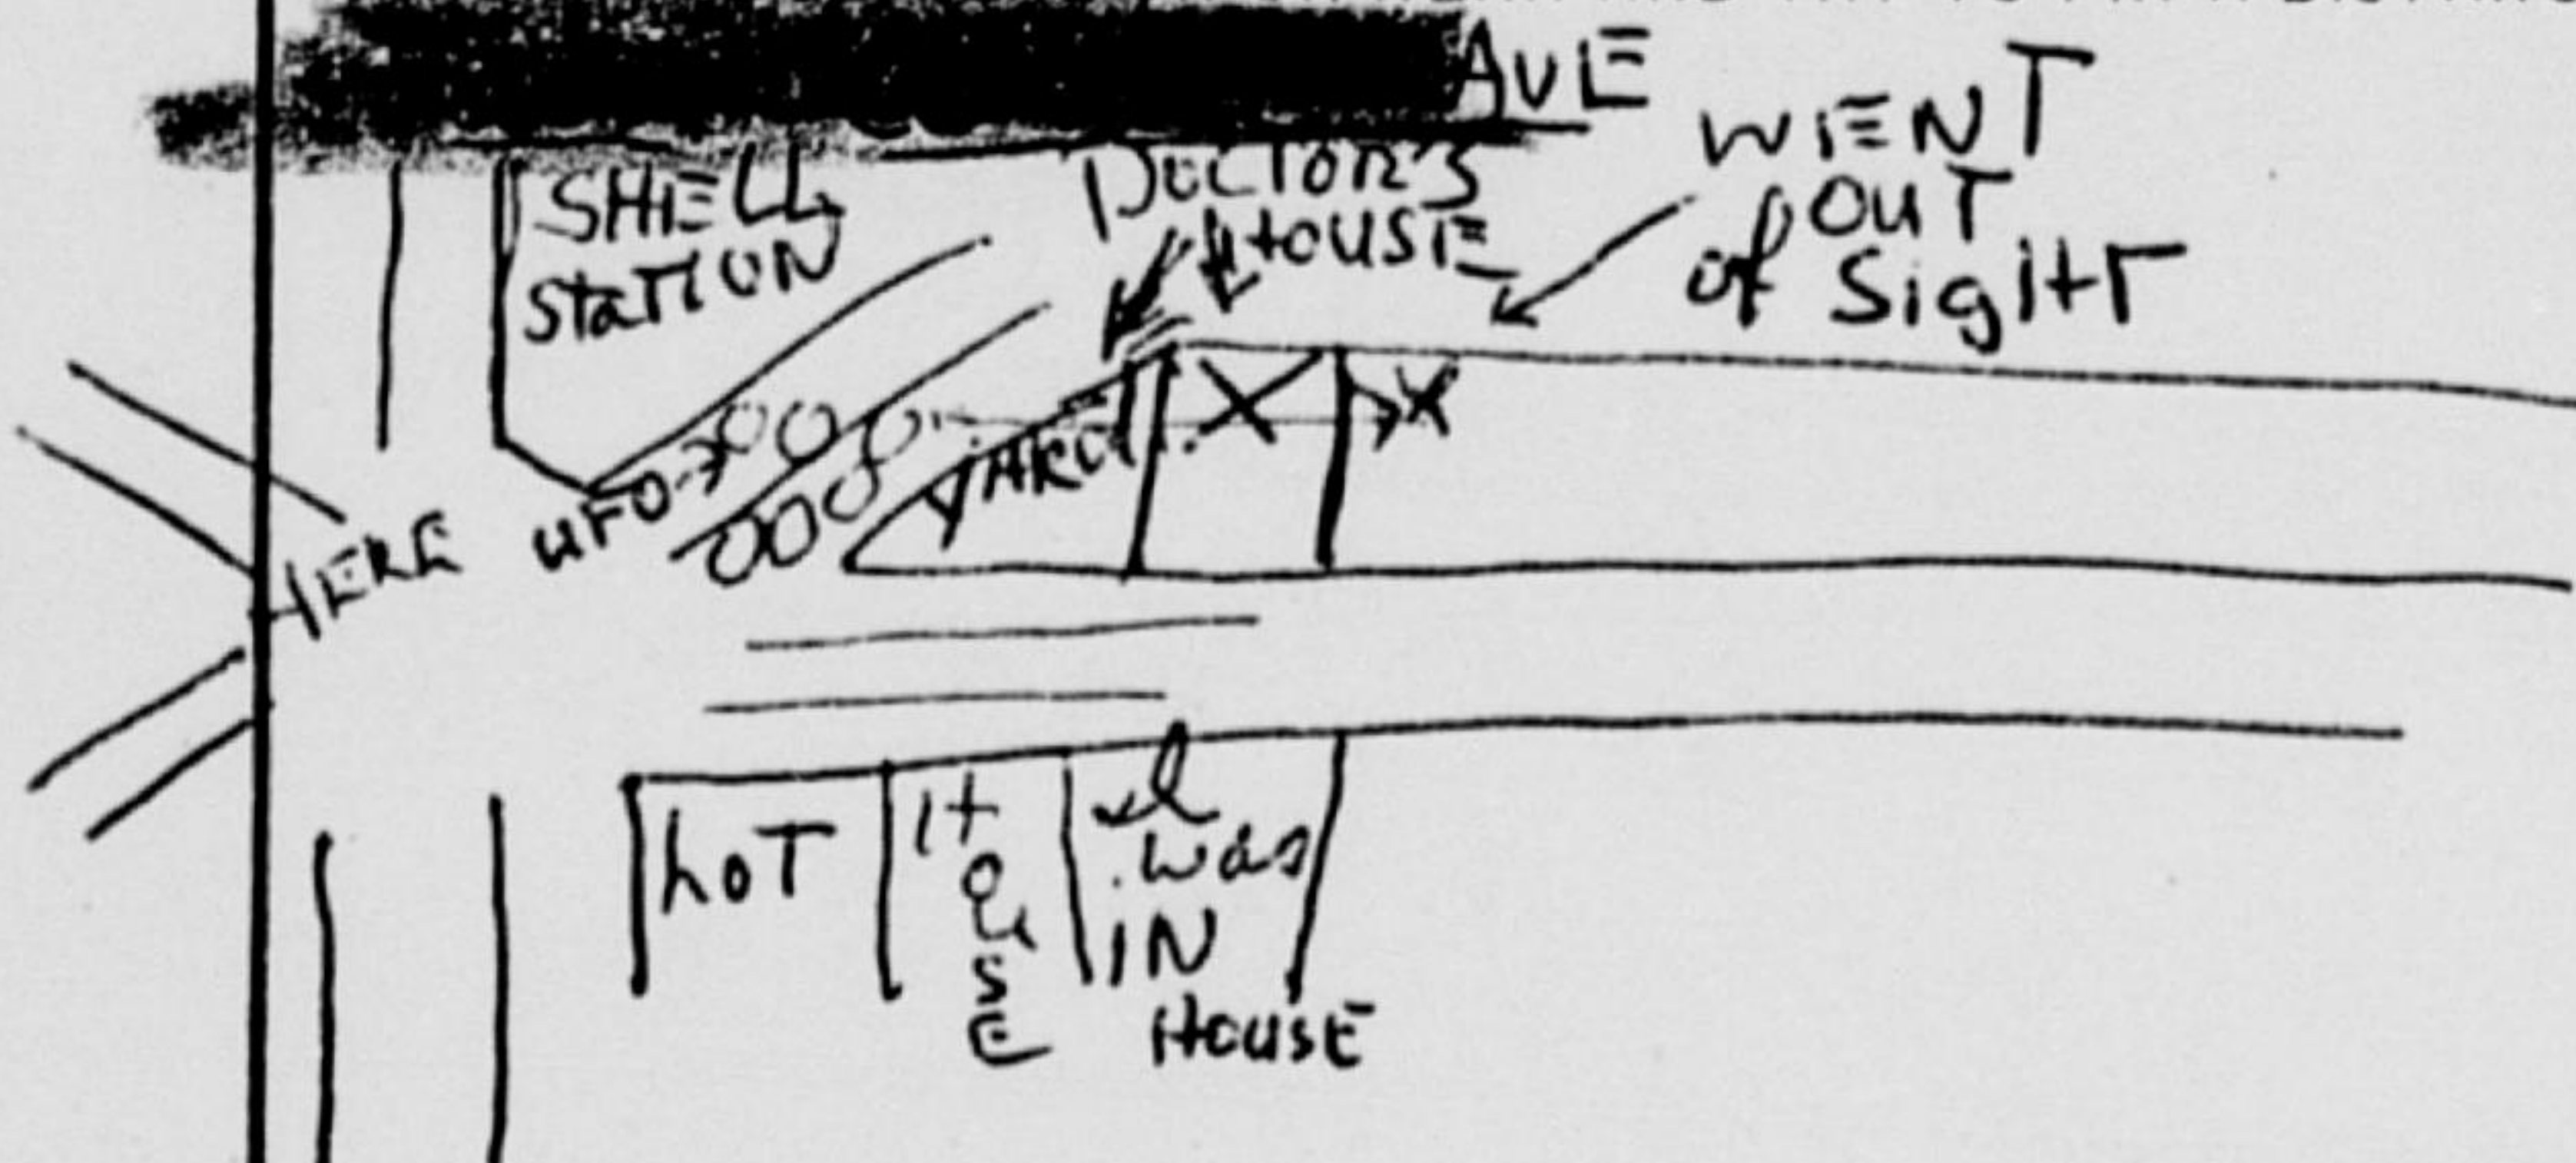 AVE
WENT
OUT
of SigHT
SHELL
StaTION
DOCTOR'S
HOUSE
X
X
YARD
UFO
HERE
LOT
HOUSE
I
was
IN
HOUSE